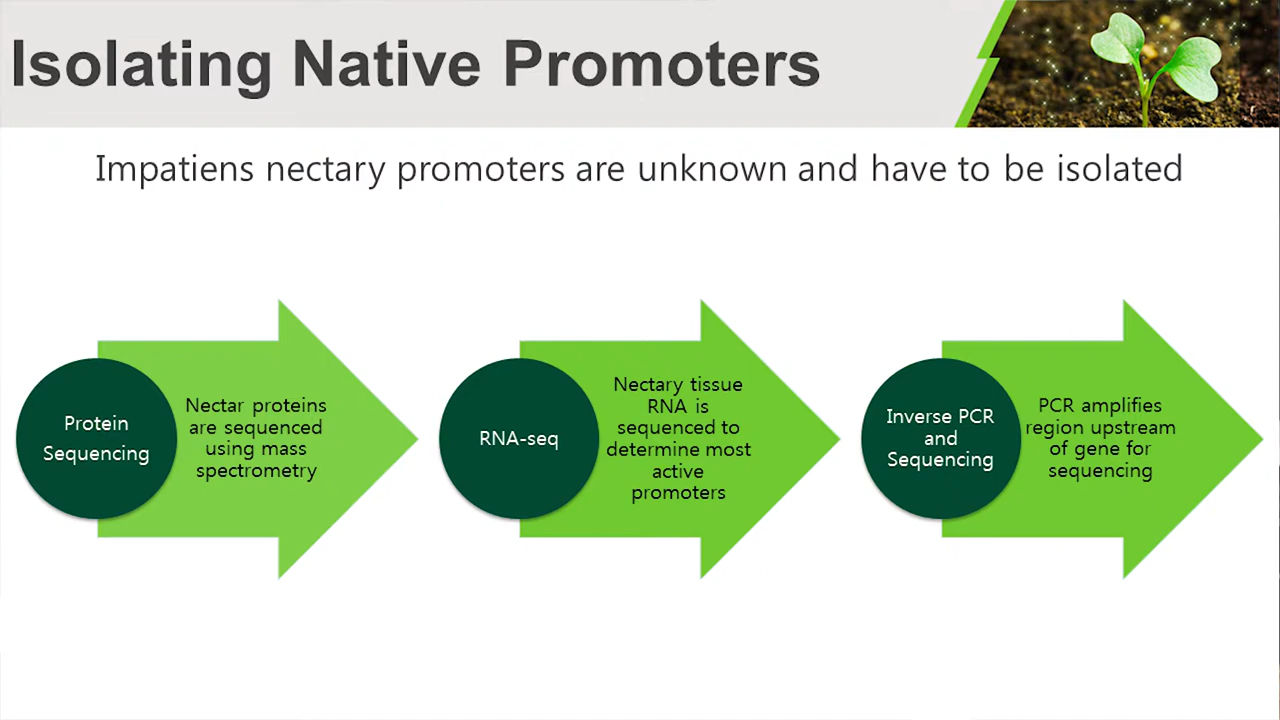 Isolating Native Promoters
Impatiens nectary promoters are unknown and have to be isolated
Protein
Sequencing
Nectar proteins
are sequenced
using mass
spectrometry
RNA-seq
Nectary tissue
RNA is
sequenced to
determine most
active
promoters
Inverse PCR
and
Sequencing
PCR amplifies
region upstream
of gene for
sequencing